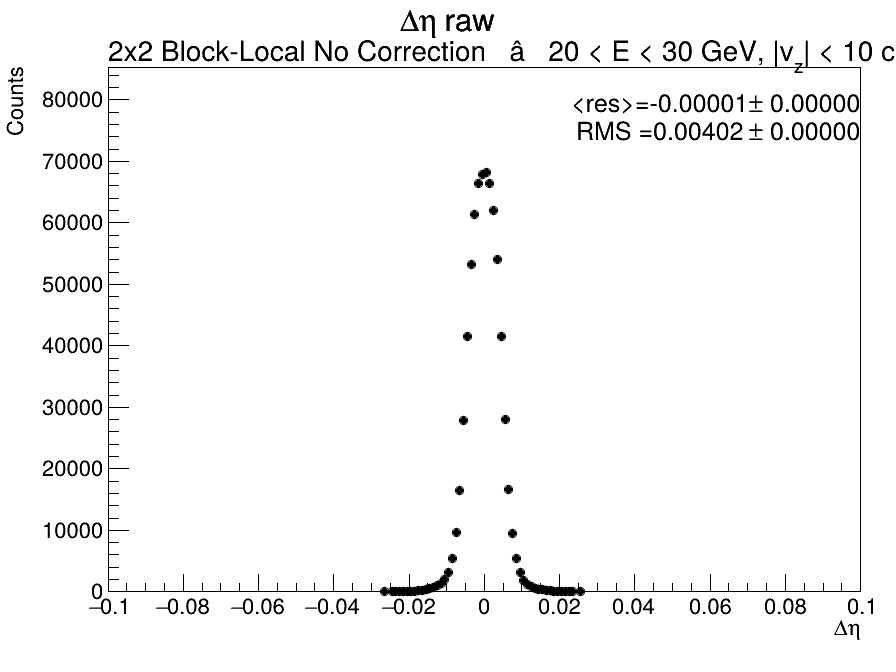 Δη raw
2x2 Block-Local No Correction â 20 < E < 30 GeV, |v_z| < 10 c
Counts
<res>=-0.00001± 0.00000
RMS =0.00402± 0.00000
80000
70000
60000
50000
40000
30000
20000
10000
0
−0.1 −0.08 −0.06 −0.04 −0.02 0 0.02 0.04 0.06 0.08 0.1
Δη